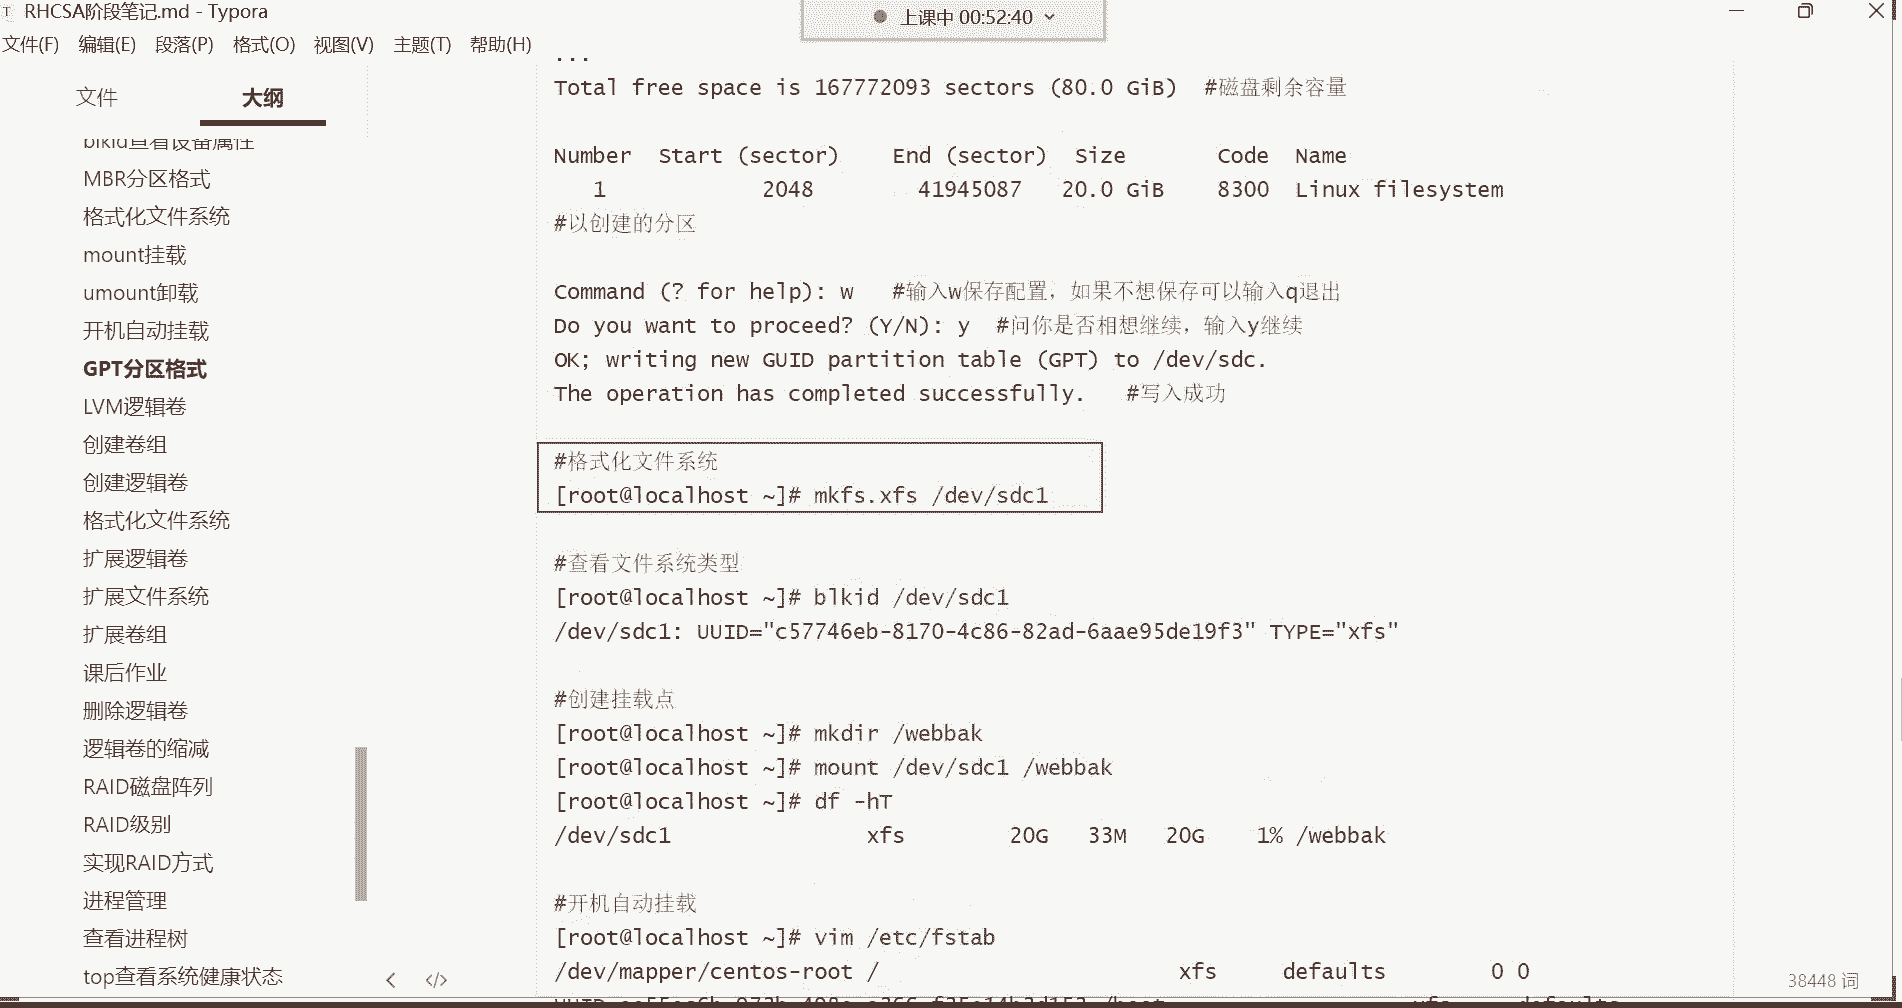 RHCSA阶段笔记.md - Typora
上课中 00:52:40
文件(F) 编辑(E) 段落(P) 格式(O) 视图(V) 主题(T) 帮助(H)
文件 大纲
blkid查看设备属性
MBR分区格式
格式化文件系统
mount挂载
umount卸载
开机自动挂载
GPT分区格式
LVM逻辑卷
创建卷组
创建逻辑卷
格式化文件系统
扩展逻辑卷
扩展文件系统
扩展卷组
课后作业
删除逻辑卷
逻辑卷的缩减
RAID磁盘阵列
RAID级别
实现RAID方式
进程管理
查看进程树
top查看系统健康状态
...
Total free space is 167772093 sectors (80.0 GiB) #磁盘剩余容量
Number Start (sector) End (sector) Size Code Name
1 2048 41945087 20.0 GiB 8300 Linux filesystem
#以创建的分区
Command (? for help): w #输入w保存配置，如果不想保存可以输入q退出
Do you want to proceed? (Y/N): y #问你是否相想继续，输入y继续
OK; writing new GUID partition table (GPT) to /dev/sdc.
The operation has completed successfully. #写入成功
#格式化文件系统
[root@localhost ~]# mkfs.xfs /dev/sdc1
#查看文件系统类型
[root@localhost ~]# blkid /dev/sdc1
/dev/sdc1: UUID="c57746eb-8170-4c86-82ad-6aae95de19f3" TYPE="xfs"
#创建挂载点
[root@localhost ~]# mkdir /webbak
[root@localhost ~]# mount /dev/sdc1 /webbak
[root@localhost ~]# df -hT
/dev/sdc1 xfs 20G 33M 20G 1% /webbak
#开机自动挂载
[root@localhost ~]# vim /etc/fstab
/dev/mapper/centos-root / xfs defaults 0 0
38448 词